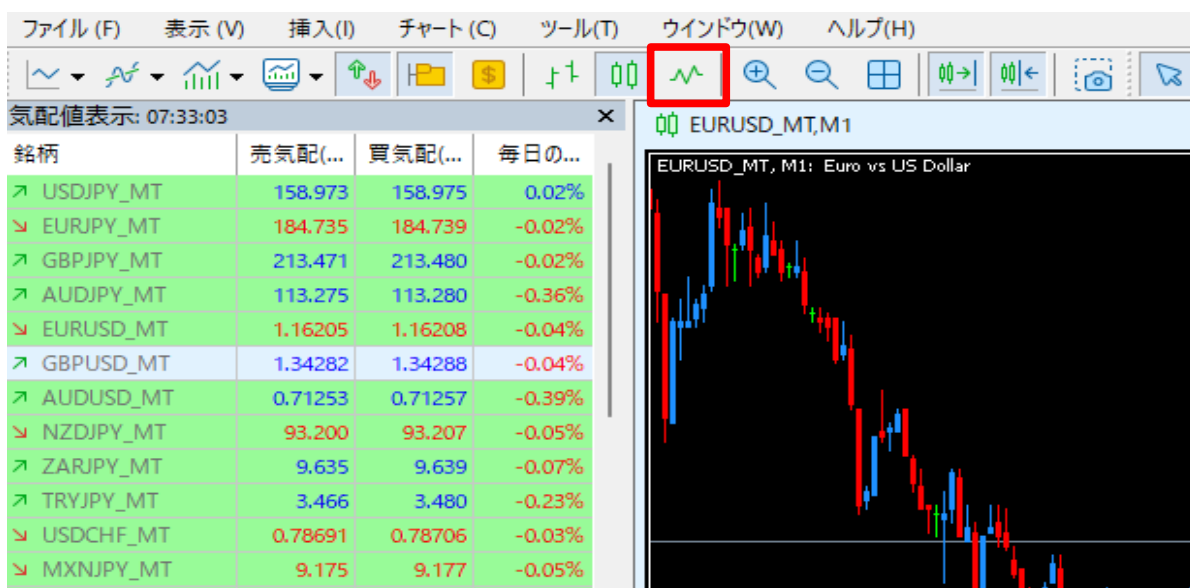 ファイル (F) 表示 (V) 挿入(I) チャート (C) ツール(T) ウインドウ(W) ヘルプ(H)
気配値表示: 07:33:03
銘柄 売気配(... 買気配(... 毎日の...
USDJPY_MT 158.973 158.975 0.02%
EURJPY_MT 184.735 184.739 -0.02%
GBPJPY_MT 213.471 213.480 -0.02%
AUDJPY_MT 113.275 113.280 -0.36%
EURUSD_MT 1.16205 1.16208 -0.04%
GBPUSD_MT 1.34282 1.34288 -0.04%
AUDUSD_MT 0.71253 0.71257 -0.39%
NZDJPY_MT 93.200 93.207 -0.05%
ZARJPY_MT 9.635 9.639 -0.07%
TRYJPY_MT 3.466 3.480 -0.23%
USDCHF_MT 0.78691 0.78706 -0.03%
MXNJPY_MT 9.175 9.177 -0.05%
EURUSD_MT,M1
EURUSD_MT, M1: Euro vs US Dollar